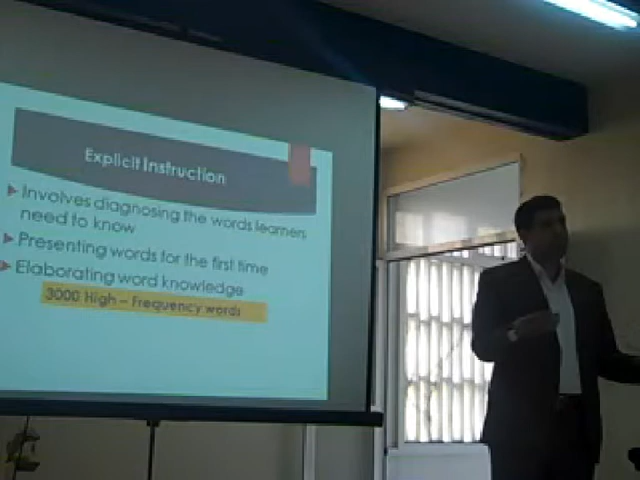 Explicit Instruction
Involves diagnosing the words learners
need to know
Presenting words for the first time
Elaborating word knowledge
3000 High – Frequency words